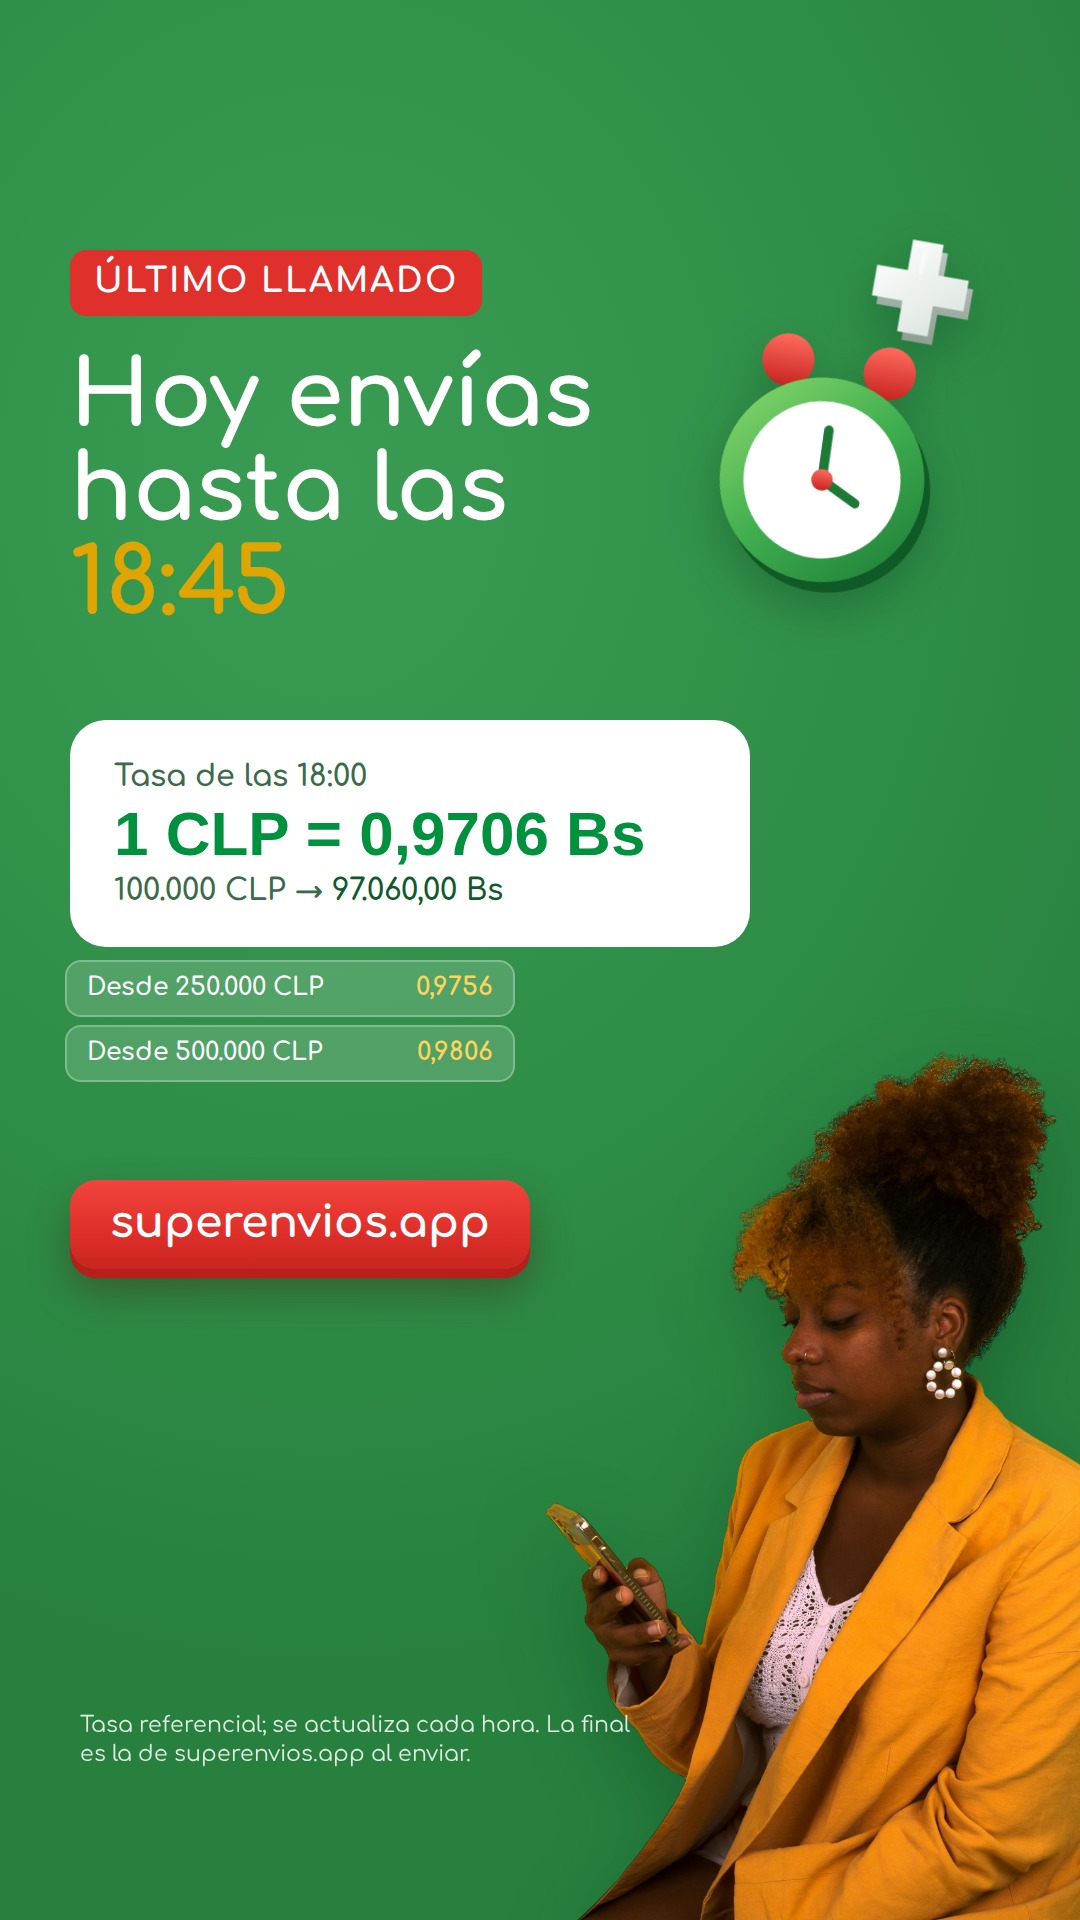 ÚLTIMO LLAMADO
Hoy envías
hasta las
18:45
Tasa de las 18:00
1 CLP = 0,9706 Bs
100.000 CLP → 97.060,00 Bs
Desde 250.000 CLP 0,9756
Desde 500.000 CLP 0,9806
superenvios.app
Tasa referencial; se actualiza cada hora. La final
es la de superenvios.app al enviar.